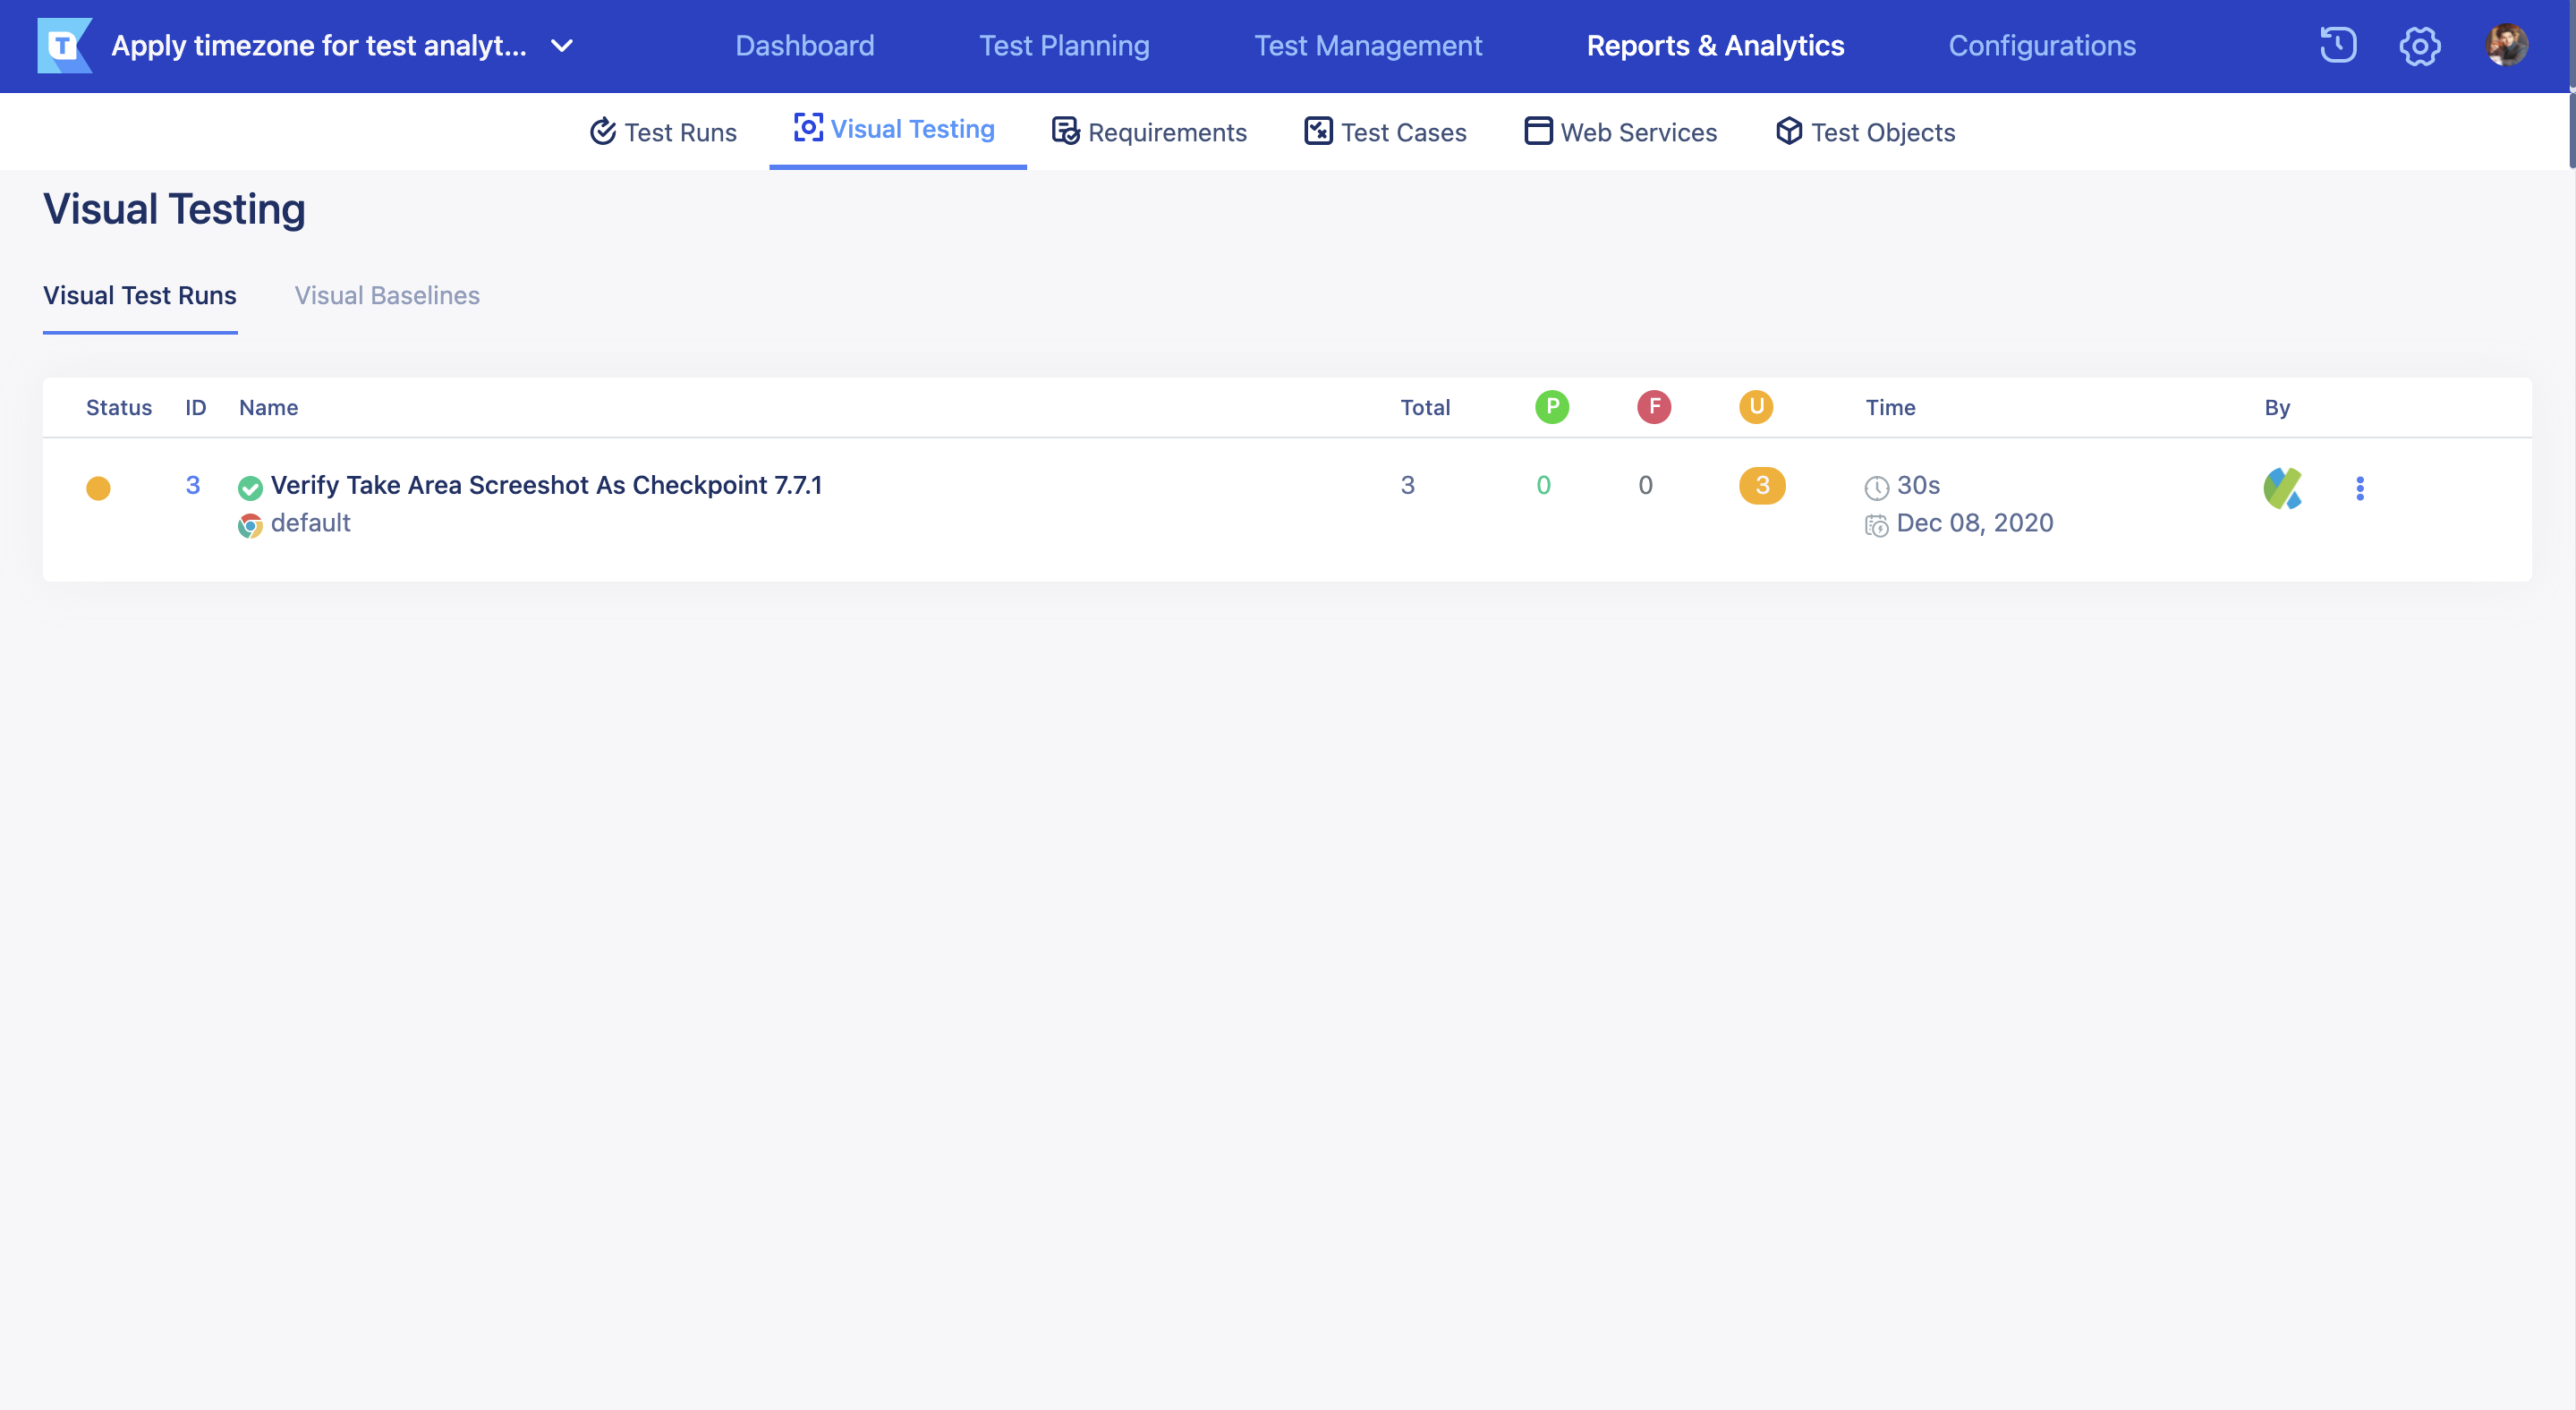 T Apply timezone for test analyt... Dashboard Test Planning Test Management Reports & Analytics Configurations
Test Runs Visual Testing Requirements Test Cases Web Services Test Objects
Visual Testing
Visual Test Runs Visual Baselines
Status ID Name Total P F U Time By
3 Verify Take Area Screeshot As Checkpoint 7.7.1 3 0 0 3 30s
default Dec 08, 2020